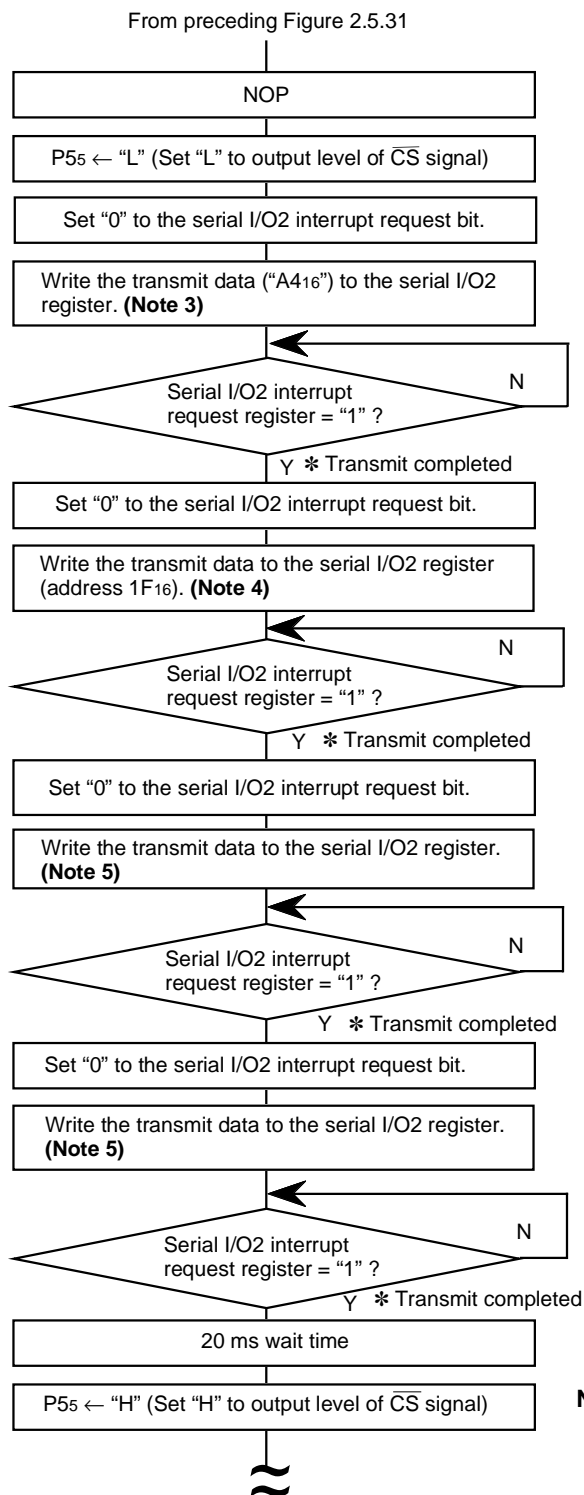 From preceding Figure 2.5.31
NOP
P55 ← “L” (Set “L” to output level of C̅S̅ signal)
Set “0” to the serial I/O2 interrupt request bit.
Write the transmit data (“A416”) to the serial I/O2
register. (Note 3)
Serial I/O2 interrupt
request register = “1” ?
N
Y ✻ Transmit completed
Set “0” to the serial I/O2 interrupt request bit.
Write the transmit data to the serial I/O2 register
(address 1F16). (Note 4)
N
Serial I/O2 interrupt
request register = “1” ?
Y ✻ Transmit completed
Set “0” to the serial I/O2 interrupt request bit.
Write the transmit data to the serial I/O2 register.
(Note 5)
N
Serial I/O2 interrupt
request register = “1” ?
Y ✻ Transmit completed
Set “0” to the serial I/O2 interrupt request bit.
Write the transmit data to the serial I/O2 register.
(Note 5)
N
Serial I/O2 interrupt
request register = “1” ?
Y ✻ Transmit completed
20 ms wait time
P55 ← “H” (Set “H” to output level of C̅S̅ signal)